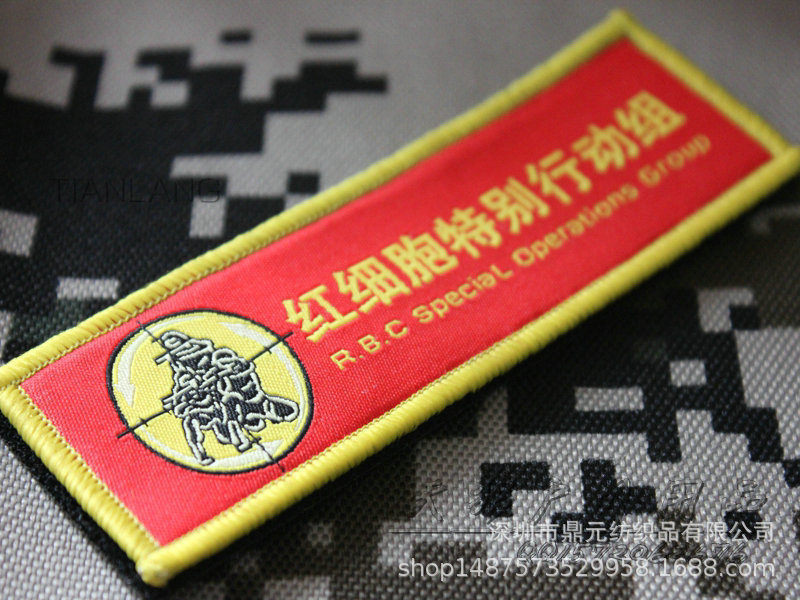 TIANLANG
红细胞特别行动组
R.B.C Special Operations Group
深圳市鼎元纺织品有限公司
shop1487573529958.1688.com